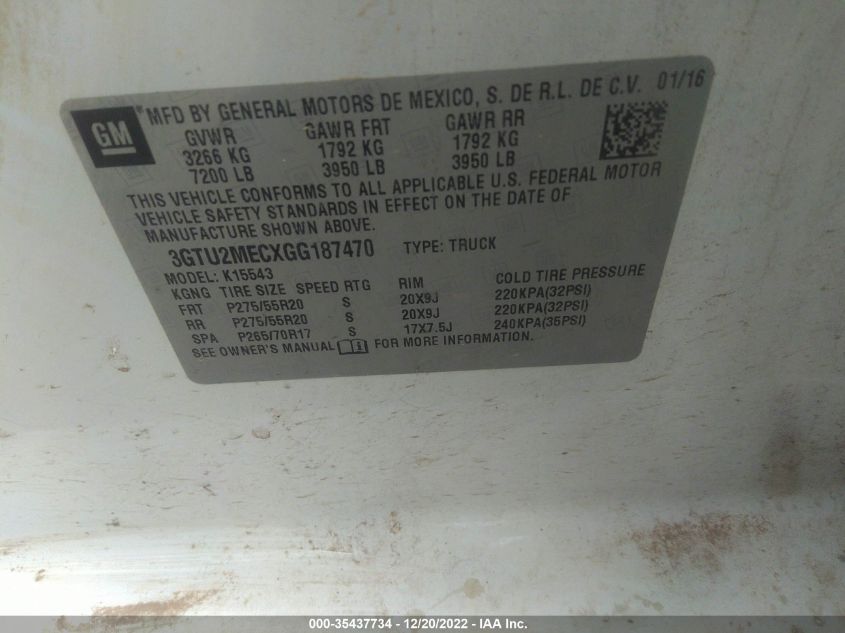 GM
MFD BY GENERAL MOTORS DE MEXICO, S. DE R.L. DE C.V. 01/16
GVWR GAWR FRT GAWR RR
3266 KG 1792 KG 1792 KG
7200 LB 3950 LB 3950 LB
THIS VEHICLE CONFORMS TO ALL APPLICABLE U.S. FEDERAL MOTOR
VEHICLE SAFETY STANDARDS IN EFFECT ON THE DATE OF
MANUFACTURE SHOWN ABOVE.
3GTU2MECXGG187470 TYPE: TRUCK
MODEL: K15543
KGNG TIRE SIZE SPEED RTG RIM COLD TIRE PRESSURE
FRT P275/55R20 S 20X9J 220KPA(32PSI)
RR P275/55R20 S 20X9J 220KPA(32PSI)
SPA P265/70R17 S 17X7.5J 240KPA(35PSI)
SEE OWNER'S MANUAL FOR MORE INFORMATION.
000-35437734 - 12/20/2022 - IAA Inc.